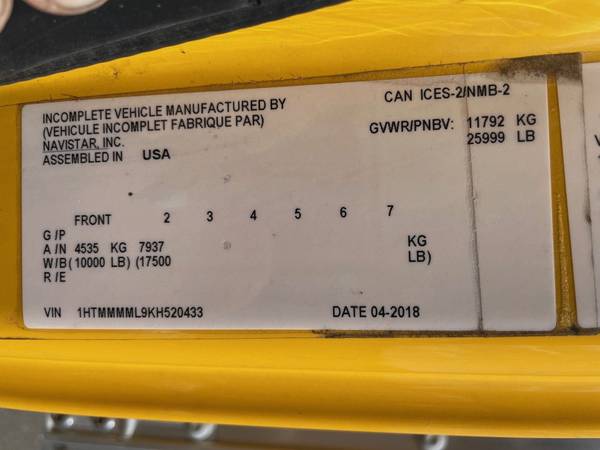 INCOMPLETE VEHICLE MANUFACTURED BY
(VEHICULE INCOMPLET FABRIQUE PAR)
NAVISTAR, INC.
ASSEMBLED IN USA
CAN ICES-2/NMB-2
GVWR/PNBV: 11792 KG
25999 LB
FRONT 2 3 4 5 6 7
G/P
A/N 4535 KG 7937 KG
W/B (10000 LB) (17500 LB)
R/E
VIN 1HTMMMML9KH520433 DATE 04-2018